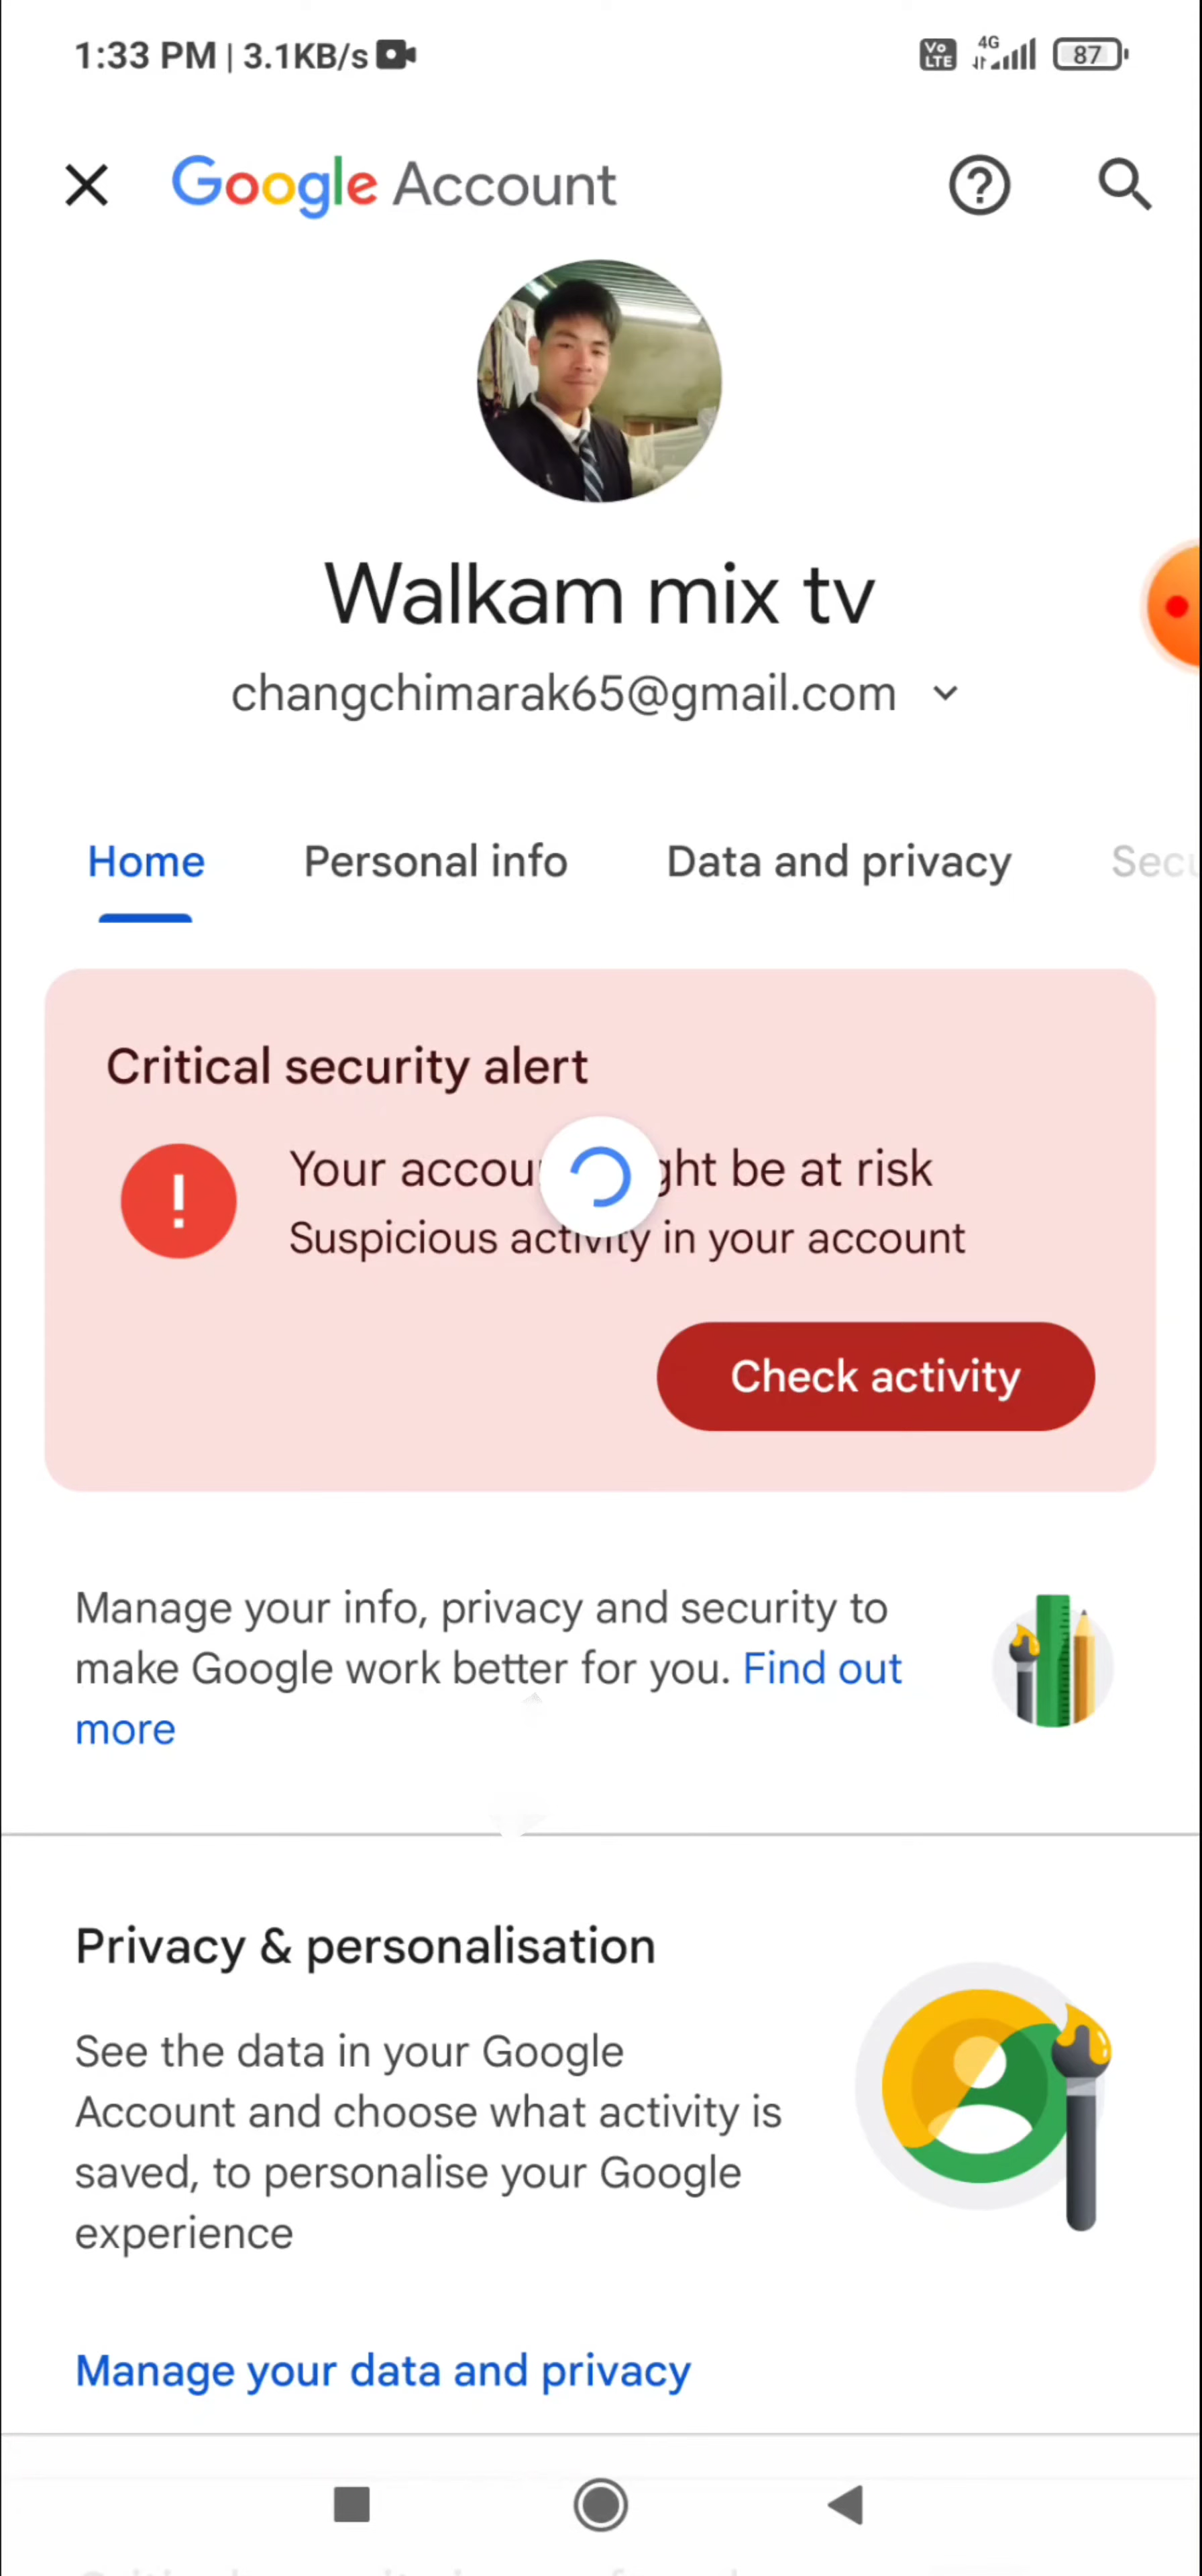 1:33 PM | 3.1KB/s
Vo LTE 4G 87
Google Account
Walkam mix tv
changchimarak65@gmail.com
Home Personal info Data and privacy Secu
Critical security alert
! Your accou ght be at risk
Suspicious activity in your account
Check activity
Manage your info, privacy and security to
make Google work better for you. Find out
more
Privacy & personalisation
See the data in your Google
Account and choose what activity is
saved, to personalise your Google
experience
Manage your data and privacy